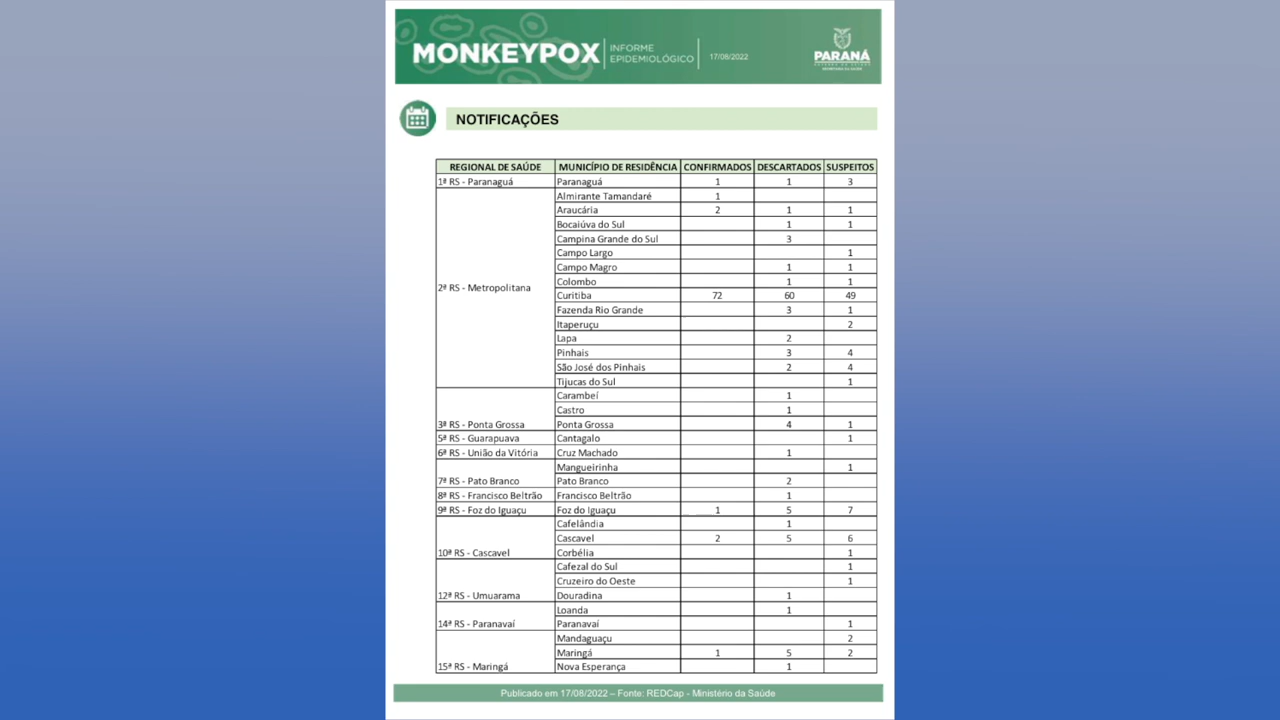 MONKEYPOX INFORME EPIDEMIOLÓGICO 17/08/2022
PARANÁ
GOVERNO DO ESTADO
SECRETARIA DA SAÚDE
NOTIFICAÇÕES
REGIONAL DE SAÚDE MUNICÍPIO DE RESIDÊNCIA CONFIRMADOS DESCARTADOS SUSPEITOS
1ª RS - Paranaguá Paranaguá 1 1 3
Almirante Tamandaré 1
Araucária 2 1 1
Bocaiúva do Sul 1 1
Campina Grande do Sul 3
Campo Largo 1
Campo Magro 1 1
Colombo 1 1
2ª RS - Metropolitana Curitiba 72 60 49
Fazenda Rio Grande 3 1
Itaperuçu 2
Lapa 2
Pinhais 3 4
São José dos Pinhais 2 4
Tijucas do Sul 1
Carambeí 1
Castro 1
3ª RS - Ponta Grossa Ponta Grossa 4 1
5ª RS - Guarapuava Cantagalo 1
6ª RS - União da Vitória Cruz Machado 1
Mangueirinha 1
7ª RS - Pato Branco Pato Branco 2
8ª RS - Francisco Beltrão Francisco Beltrão 1
9ª RS - Foz do Iguaçu Foz do Iguaçu 1 5 7
Cafelândia 1
Cascavel 2 5 6
10ª RS - Cascavel Corbélia 1
Cafezal do Sul 1
Cruzeiro do Oeste 1
12ª RS - Umuarama Douradina 1
Loanda 1
14ª RS - Paranavaí Paranavaí 1
Mandaguaçu 2
Maringá 1 5 2
15ª RS - Maringá Nova Esperança 1
Publicado em 17/08/2022 – Fonte: REDCap - Ministério da Saúde